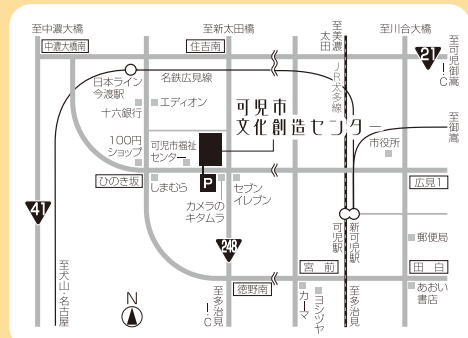 至中濃大橋
至新太田橋
至美濃太田
至川合大橋
中濃大橋南
住吉南
21
至可児御嵩I.C
日本ライン
今渡駅
名鉄広見線
JR太多線
十六銀行
エディオン
可児市
文化創造センター
至御嵩
100円
ショップ
可児市福祉
センター
市役所
ひのき坂
しまむら
P
カメラの
キタムラ
セブン
イレブン
広見1
41
248
可児駅
新可児駅
郵便局
至犬山・名古屋
N
徳野南
宮前
田白
至多治見I.C
カーマ
ヨシヅヤ
至多治見
あおい
書店